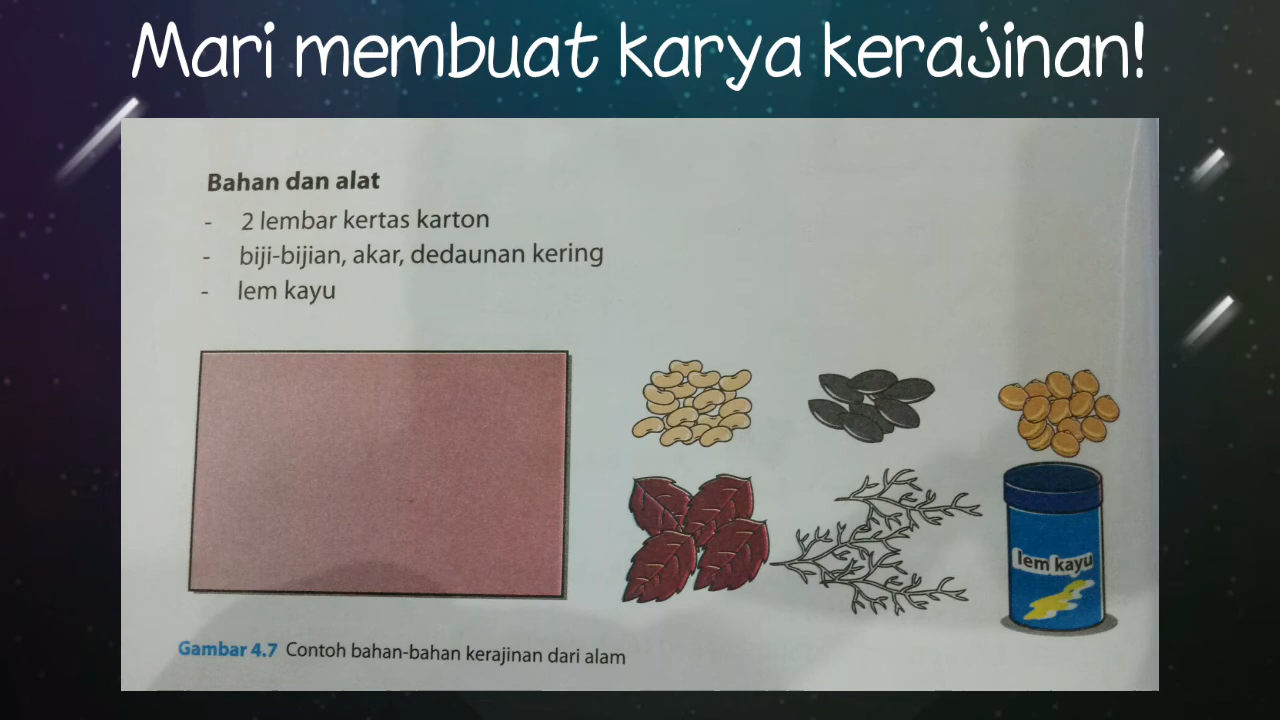 Mari membuat karya kerajinan!
Bahan dan alat
- 2 lembar kertas karton
- biji-bijian, akar, dedaunan kering
- lem kayu
lem kayu
Gambar 4.7 Contoh bahan-bahan kerajinan dari alam